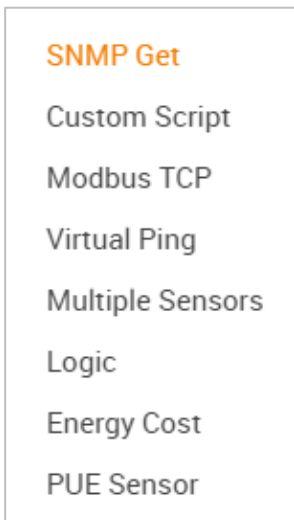 SNMP Get
Custom Script
Modbus TCP
Virtual Ping
Multiple Sensors
Logic
Energy Cost
PUE Sensor